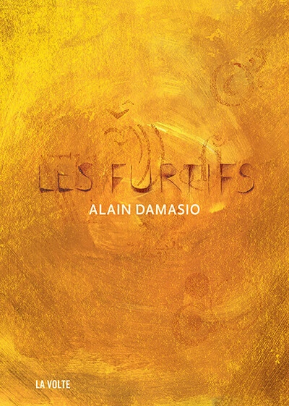 LES FURTIFS
ALAIN DAMASIO
LA VOLTE